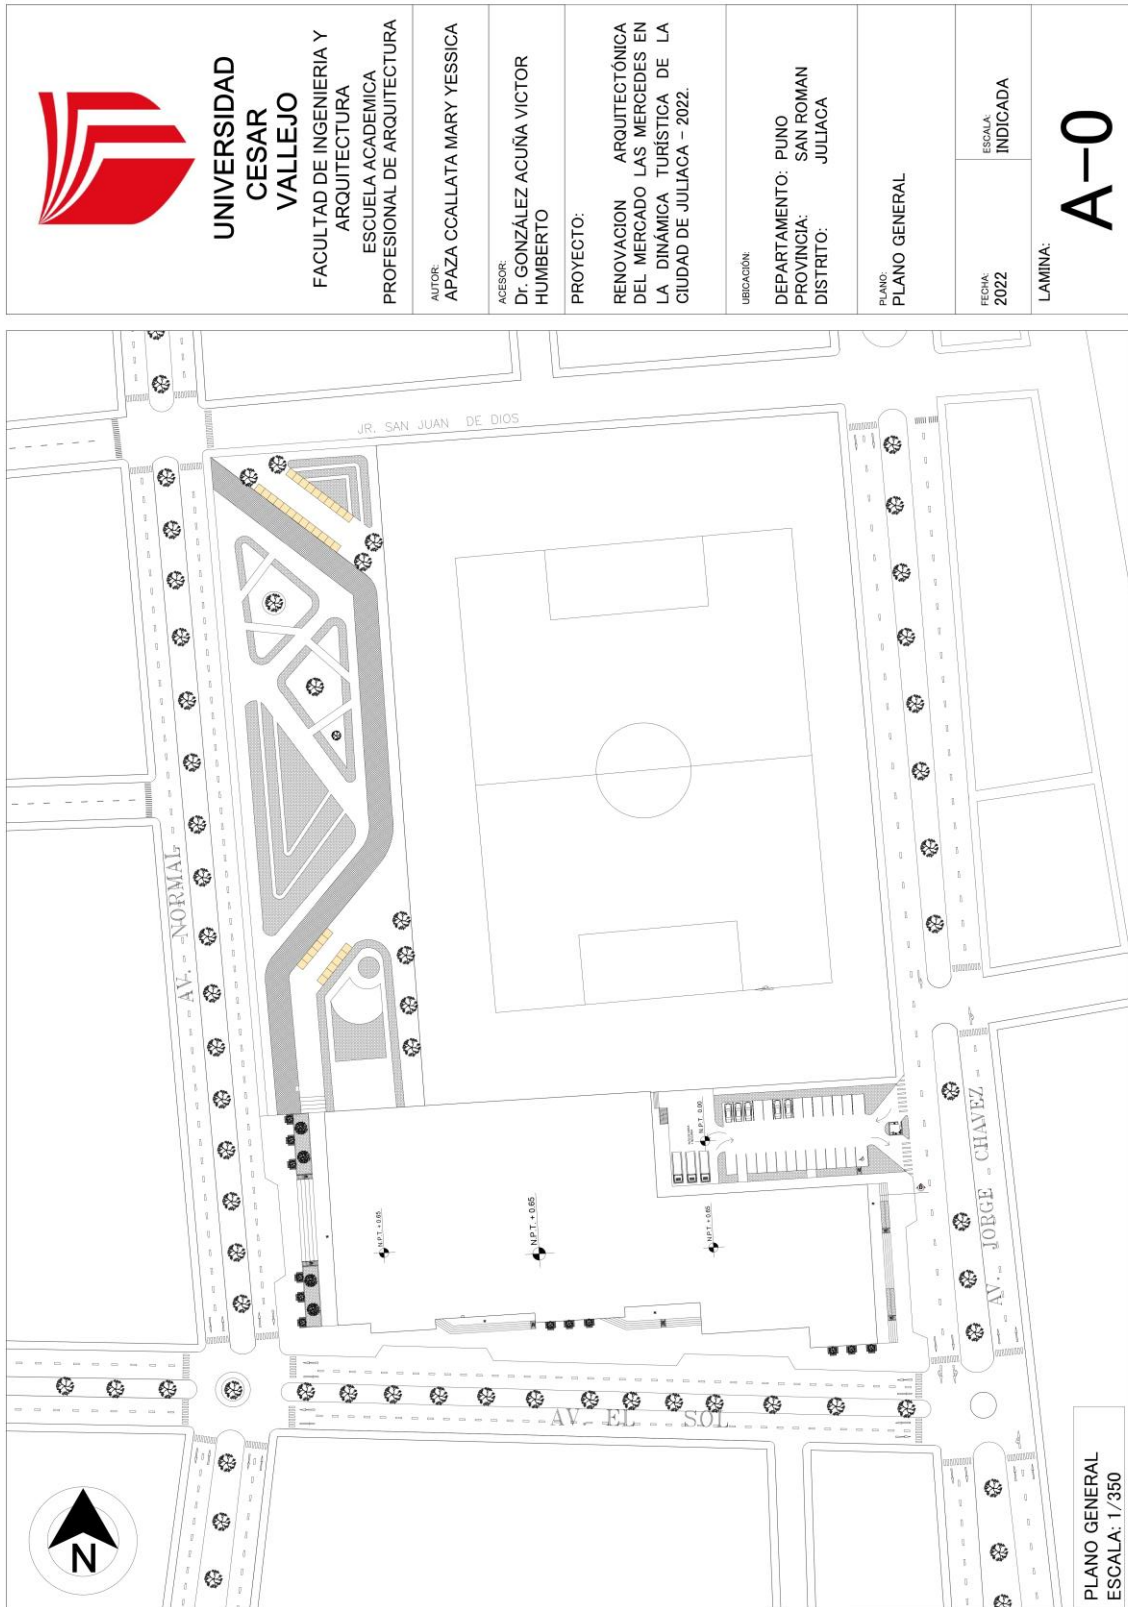 UNIVERSIDAD
CESAR
VALLEJO
FACULTAD DE INGENIERIA Y
ARQUITECTURA
ESCUELA ACADEMICA
PROFESIONAL DE ARQUITECTURA
AUTOR:
APAZA CCALLATA MARY YESSICA
ACESOR:
Dr. GONZÁLEZ ACUÑA VICTOR
HUMBERTO
PROYECTO:
RENOVACION ARQUITECTÓNICA
DEL MERCADO LAS MERCEDES EN
LA DINÁMICA TURÍSTICA DE LA
CIUDAD DE JULIACA - 2022.
UBICACIÓN:
DEPARTAMENTO: PUNO
PROVINCIA: SAN ROMAN
DISTRITO: JULIACA
PLANO:
PLANO GENERAL
FECHA:
2022
ESCALA:
INDICADA
LAMINA:
A-0
JR. SAN JUAN DE DIOS
AV. NORMAL
AV. JORGE CHAVEZ
AV. EL SOL
N.P.T. + 0.65
N.P.T. + 0.65
N.P.T. + 0.65
N.P.T. 0.00
N
PLANO GENERAL
ESCALA: 1/350